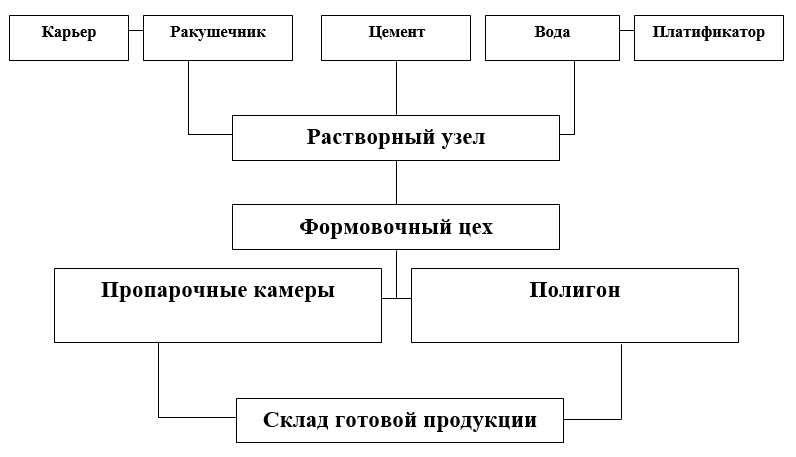 Карьер
Ракушечник
Цемент
Вода
Платификатор
Растворный узел
Формовочный цех
Пропарочные камеры
Полигон
Склад готовой продукции